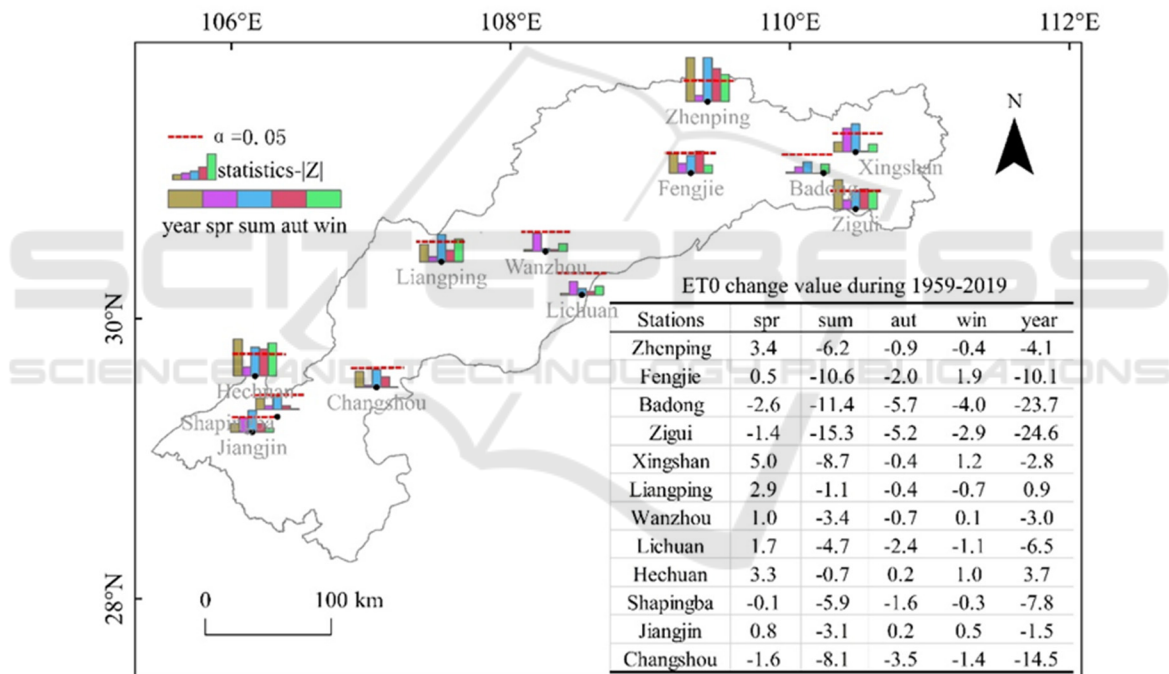 106°E 108°E 110°E 112°E
N
α=0.05
statistics-|Z|
year spr sum aut win
Zhenping
Xingshan
Fengjie
Badong
Zigui
Liangping
Wanzhou
Lichuan
Hechuan
Changshou
Shapingba
Jiangjin
30°N
28°N
0 100 km
SCITEPRESS
SCIENCE AND TECHNOLOGY PUBLICATIONS
ET0 change value during 1959-2019
Stations spr sum aut win year
Zhenping 3.4 -6.2 -0.9 -0.4 -4.1
Fengjie 0.5 -10.6 -2.0 1.9 -10.1
Badong -2.6 -11.4 -5.7 -4.0 -23.7
Zigui -1.4 -15.3 -5.2 -2.9 -24.6
Xingshan 5.0 -8.7 -0.4 1.2 -2.8
Liangping 2.9 -1.1 -0.4 -0.7 0.9
Wanzhou 1.0 -3.4 -0.7 0.1 -3.0
Lichuan 1.7 -4.7 -2.4 -1.1 -6.5
Hechuan 3.3 -0.7 0.2 1.0 3.7
Shapingba -0.1 -5.9 -1.6 -0.3 -7.8
Jiangjin 0.8 -3.1 0.2 0.5 -1.5
Changshou -1.6 -8.1 -3.5 -1.4 -14.5